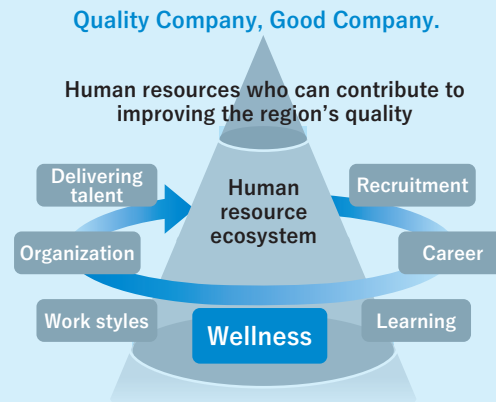 Quality Company, Good Company.
Human resources who can contribute to
improving the region's quality
Delivering
talent
Human
resource
ecosystem
Recruitment
Organization
Career
Work styles
Wellness
Learning